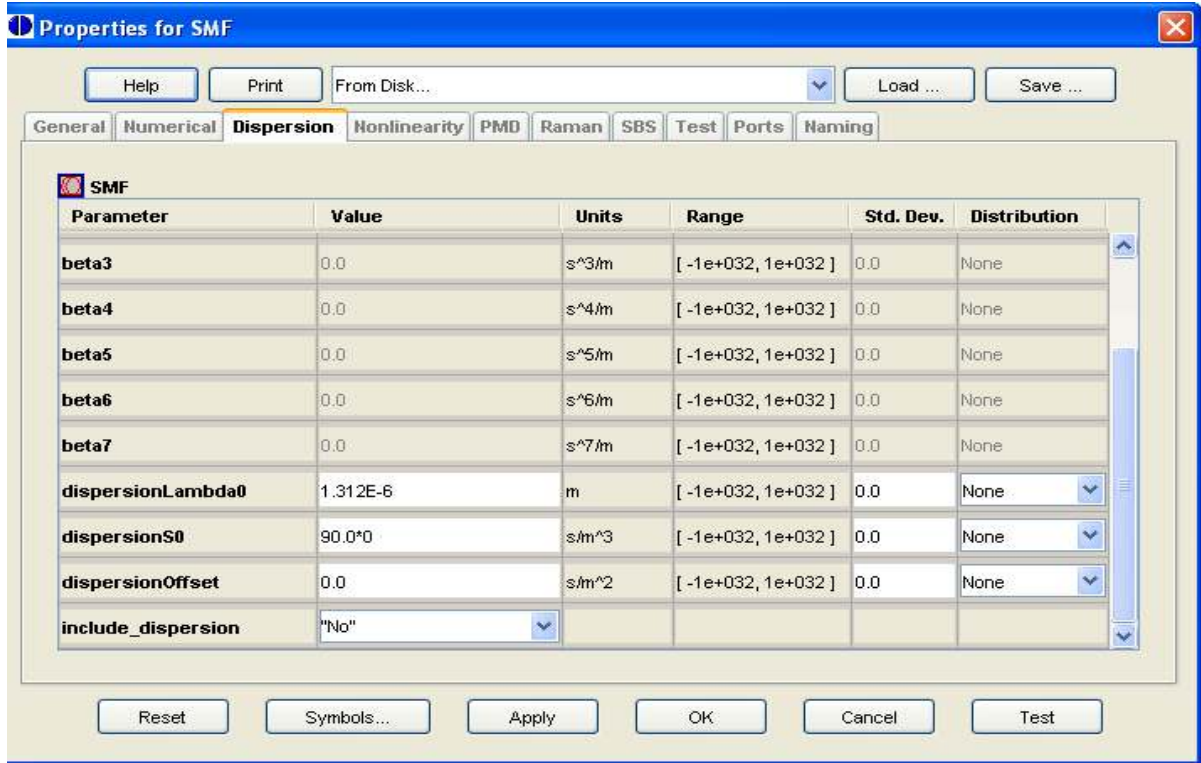 Properties for SMF
Help Print From Disk... Load ... Save ...
General Numerical Dispersion Nonlinearity PMD Raman SBS Test Ports Naming
SMF
Parameter Value Units Range Std. Dev. Distribution
beta3 0.0 s^3/m [ -1e+032, 1e+032 ] 0.0 None
beta4 0.0 s^4/m [ -1e+032, 1e+032 ] 0.0 None
beta5 0.0 s^5/m [ -1e+032, 1e+032 ] 0.0 None
beta6 0.0 s^6/m [ -1e+032, 1e+032 ] 0.0 None
beta7 0.0 s^7/m [ -1e+032, 1e+032 ] 0.0 None
dispersionLambda0 1.312E-6 m [ -1e+032, 1e+032 ] 0.0 None
dispersionS0 90.0*0 s/m^3 [ -1e+032, 1e+032 ] 0.0 None
dispersionOffset 0.0 s/m^2 [ -1e+032, 1e+032 ] 0.0 None
include_dispersion "No"
Reset Symbols... Apply OK Cancel Test